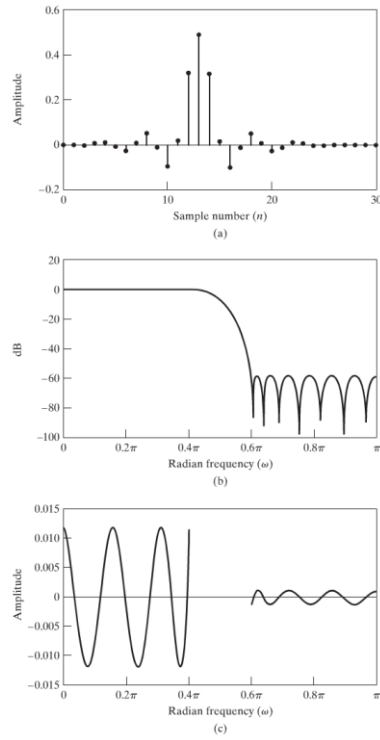 0.6
0.4
0.2
0
–0.2
Amplitude
0 10 20 30
Sample number (n)
(a)
20
0
–20
–40
–60
–80
–100
dB
0 0.2π 0.4π 0.6π 0.8π π
Radian frequency (ω)
(b)
0.015
0.010
0.005
0
–0.005
–0.010
–0.015
Amplitude
0 0.2π 0.4π 0.6π 0.8π π
Radian frequency (ω)
(c)